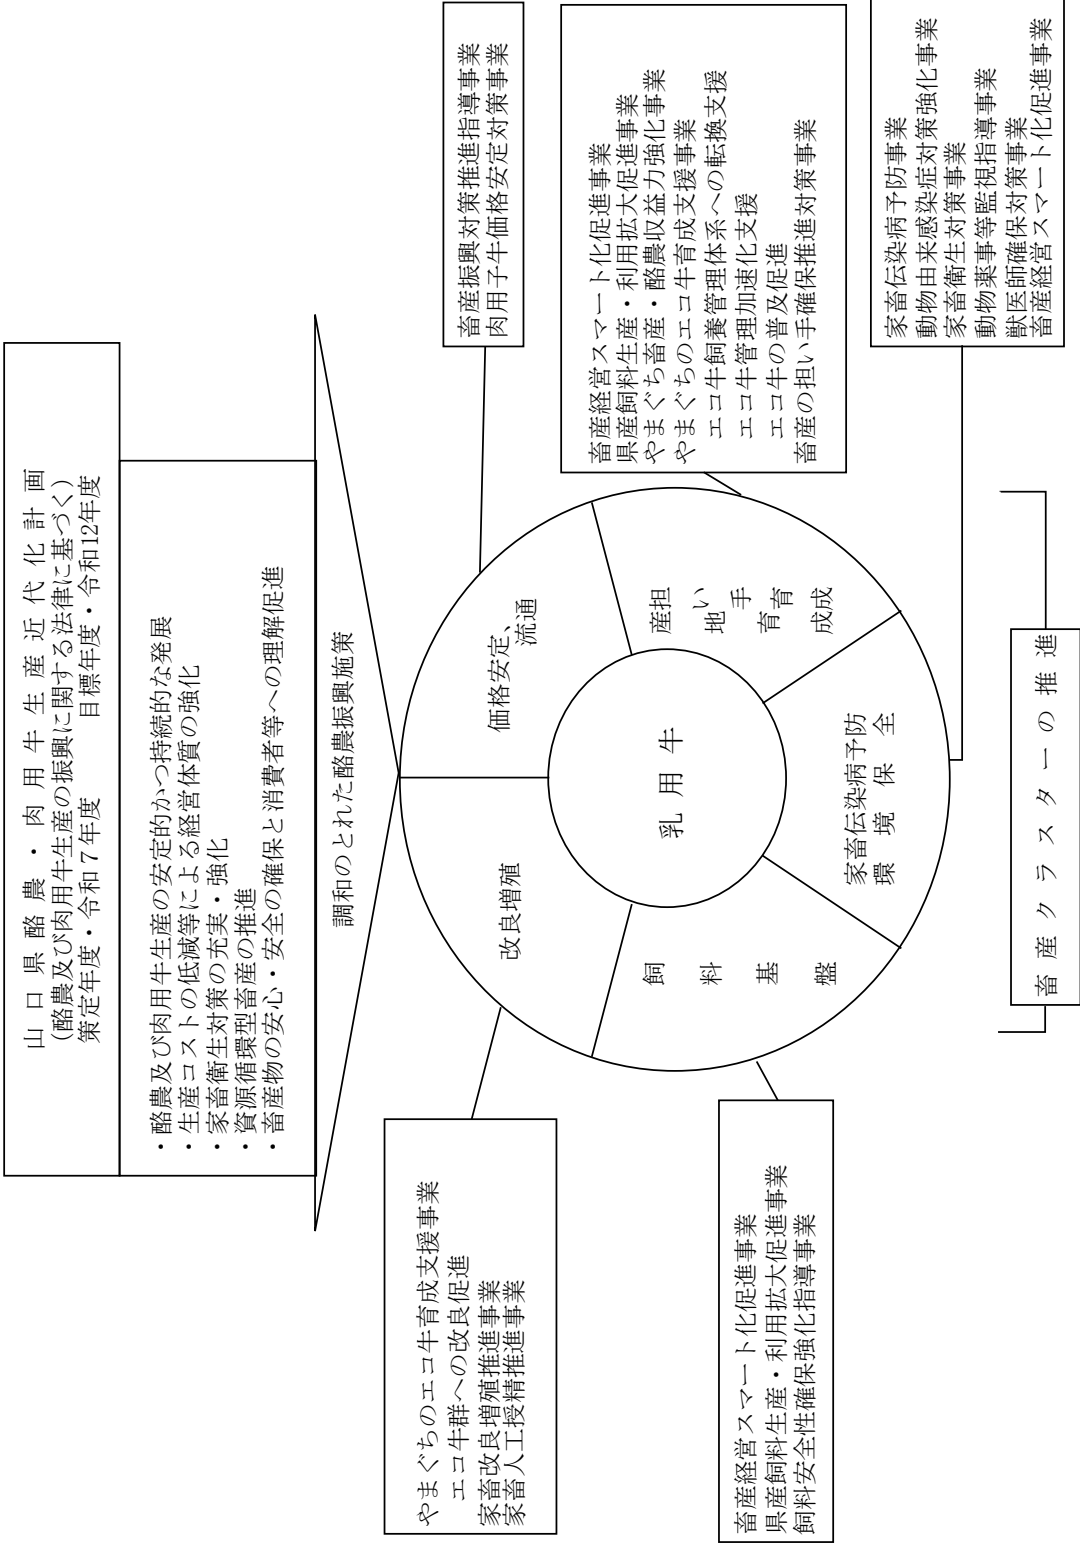 山口県酪農・肉用牛生産近代化計画
(酪農及び肉用牛生産の振興に関する法律に基づく)
策定年度・令和７年度　目標年度・令和12年度
・酪農及び肉用牛生産の安定的かつ持続的な発展
・生産コストの低減等による経営体質の強化
・家畜衛生対策の充実・強化
・資源循環型畜産の推進
・畜産物の安心・安全の確保と消費者等への理解促進
調和のとれた酪農振興施策
やまぐちのエコ牛育成支援事業
エコ牛群への改良促進
家畜改良増殖推進事業
家畜人工授精推進事業
改良増殖
価格安定、
流通
畜産振興対策推進指導事業
肉用子牛価格安定対策事業
乳用牛
産地育成
担い手育成
畜産経営スマート化促進事業
県産飼料生産・利用拡大促進事業
やまぐち畜産・酪農収益力強化事業
やまぐちのエコ牛育成支援事業
エコ牛飼養管理体系への転換支援
エコ牛管理加速化支援
エコ牛の普及促進
畜産の担い手確保推進対策事業
飼料基盤
畜産経営スマート化促進事業
県産飼料生産・利用拡大促進事業
飼料安全性確保強化指導事業
家畜伝染病予防
環境保全
家畜伝染病予防事業
動物由来感染症対策強化事業
家畜衛生対策事業
動物薬事等監視指導事業
獣医師確保対策事業
畜産経営スマート化促進事業
畜産クラスターの推進